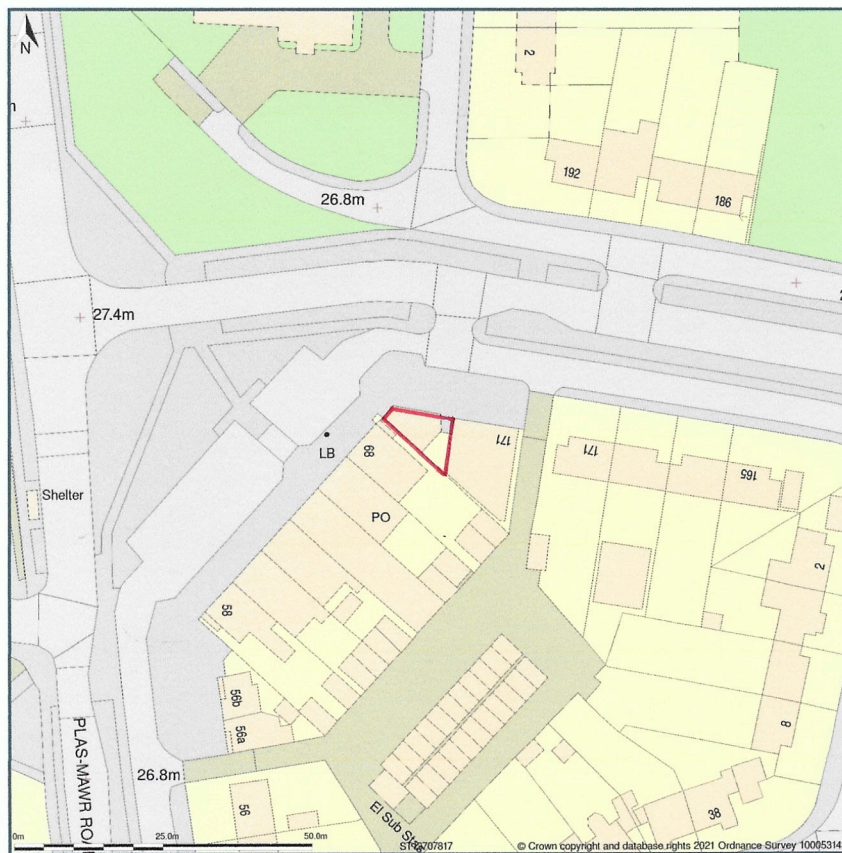 N
2
192
186
26.8m
27.4m
171
68
LB
171
165
Shelter
PO
2
58
56b
56a
8
PLAS-MAWR ROA
26.8m
56
38
El Sub Sta
0m
25.0m
50.0m
© Crown copyright and database rights 2021 Ordnance Survey 10005314